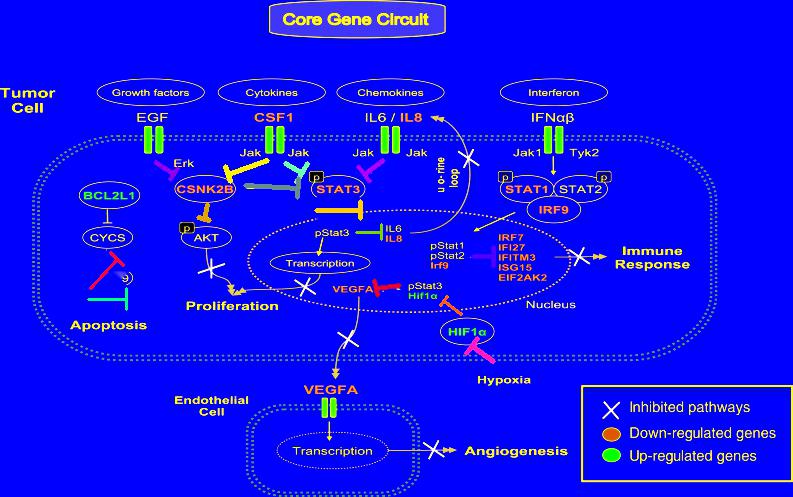 Core Gene Circuit
Tumor
Cell
Growth factors
Cytokines
Chemokines
Interferon
EGF
CSF1
IL6 / IL8
IFNαβ
Erk
Jak
Jak
Jak
Jak
Jak1
Tyk2
loop
BCL2L1
CSNK2B
p
STAT3
p
STAT1
STAT2
p
IRF9
CYCS
p
AKT
pStat3
IL6
IL8
pStat1
pStat2
Irf9
IRF7
IFI27
IFITM3
ISG15
EIF2AK2
Immune
Response
Transcription
9
Proliferation
VEGFA
pStat3
Hif1α
Nucleus
Apoptosis
HIF1α
Hypoxia
Endothelial
Cell
VEGFA
Transcription
Angiogenesis
Inhibited pathways
Down-regulated genes
Up-regulated genes